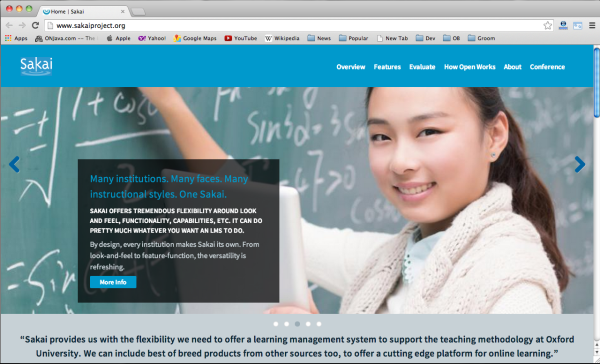 Home | Sakai
www.sakaiproject.org
Apps ONJava.com -- The... Apple Yahoo! Google Maps YouTube Wikipedia News Popular New Tab Dev OB Groom
Sakai
Overview Features Evaluate How Open Works About Conference
Many institutions. Many faces. Many
instructional styles. One Sakai.
SAKAI OFFERS TREMENDOUS FLEXIBILITY AROUND LOOK
AND FEEL, FUNCTIONALITY, CAPABILITIES, ETC. IT CAN DO
PRETTY MUCH WHATEVER YOU WANT AN LMS TO DO.
By design, every institution makes Sakai its own. From
look-and-feel to feature-function, the versatility is
refreshing.
More Info
“Sakai provides us with the flexibility we need to offer a learning management system to support the teaching methodology at Oxford
University. We can include best of breed products from other sources too, to offer a cutting edge platform for online learning.”